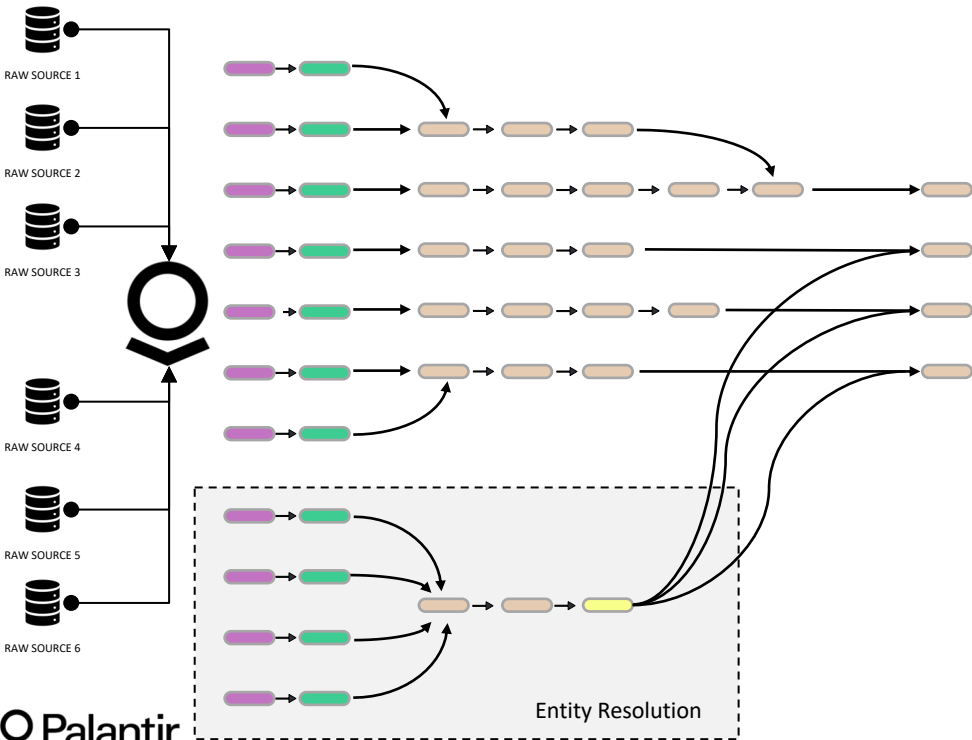 RAW SOURCE 1
RAW SOURCE 2
RAW SOURCE 3
RAW SOURCE 4
RAW SOURCE 5
RAW SOURCE 6
Entity Resolution
Palantir